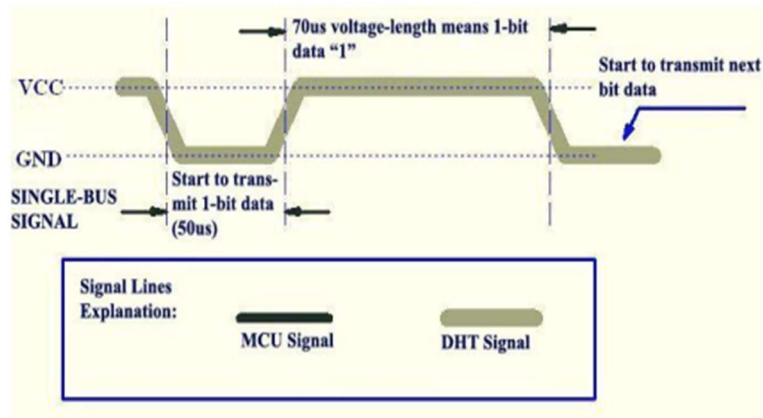 70us voltage-length means 1-bit
data “1”
Start to transmit next
bit data
VCC
GND
Start to trans-
mit 1-bit data
(50us)
SINGLE-BUS
SIGNAL
Signal Lines
Explanation:
MCU Signal
DHT Signal